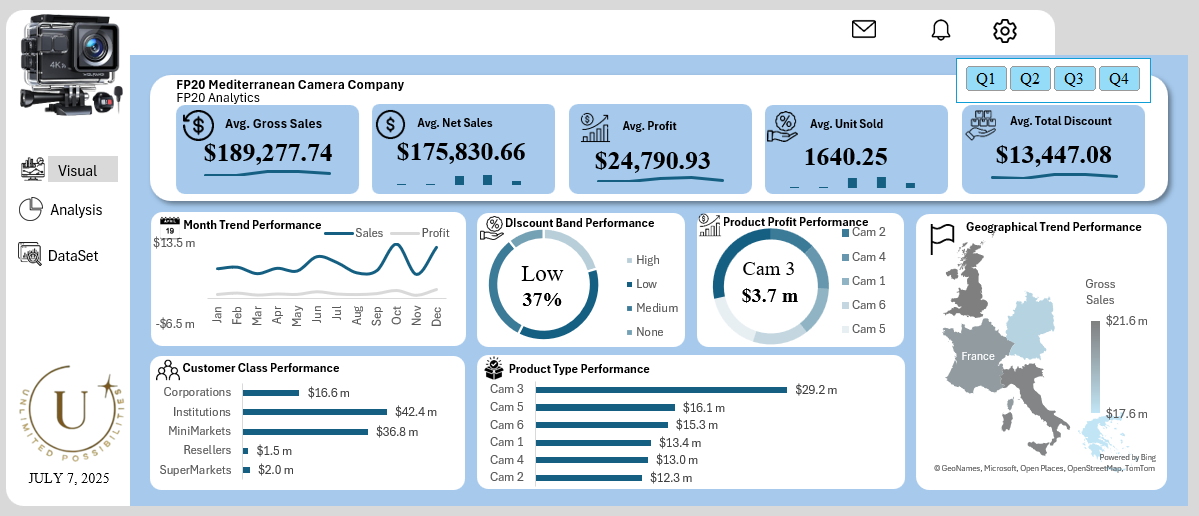 4K
WOLFANG
Q1 Q2 Q3 Q4
FP20 Mediterranean Camera Company
FP20 Analytics
Avg. Gross Sales
$189,277.74
Avg. Net Sales
$175,830.66
Avg. Profit
$24,790.93
Avg. Unit Sold
1640.25
Avg. Total Discount
$13,447.08
Visual
Analysis
DataSet
UNLIMITED POSSIBILITIES
U
JULY 7, 2025
APRIL
19
Month Trend Performance
Sales Profit
$13.5 m
-$6.5 m
Jan Feb Mar Apr May Jun Jul Aug Sep Oct Nov Dec
DIscount Band Performance
Low
37%
High
Low
Medium
None
Product Profit Performance
Cam 3
$3.7 m
Cam 2
Cam 4
Cam 1
Cam 6
Cam 5
Geographical Trend Performance
Gross
Sales
$21.6 m
$17.6 m
France
Powered by Bing
© GeoNames, Microsoft, Open Places, OpenStreetMap, TomTom
Customer Class Performance
Corporations $16.6 m
Institutions $42.4 m
MiniMarkets $36.8 m
Resellers $1.5 m
SuperMarkets $2.0 m
Product Type Performance
Cam 3 $29.2 m
Cam 5 $16.1 m
Cam 6 $15.3 m
Cam 1 $13.4 m
Cam 4 $13.0 m
Cam 2 $12.3 m